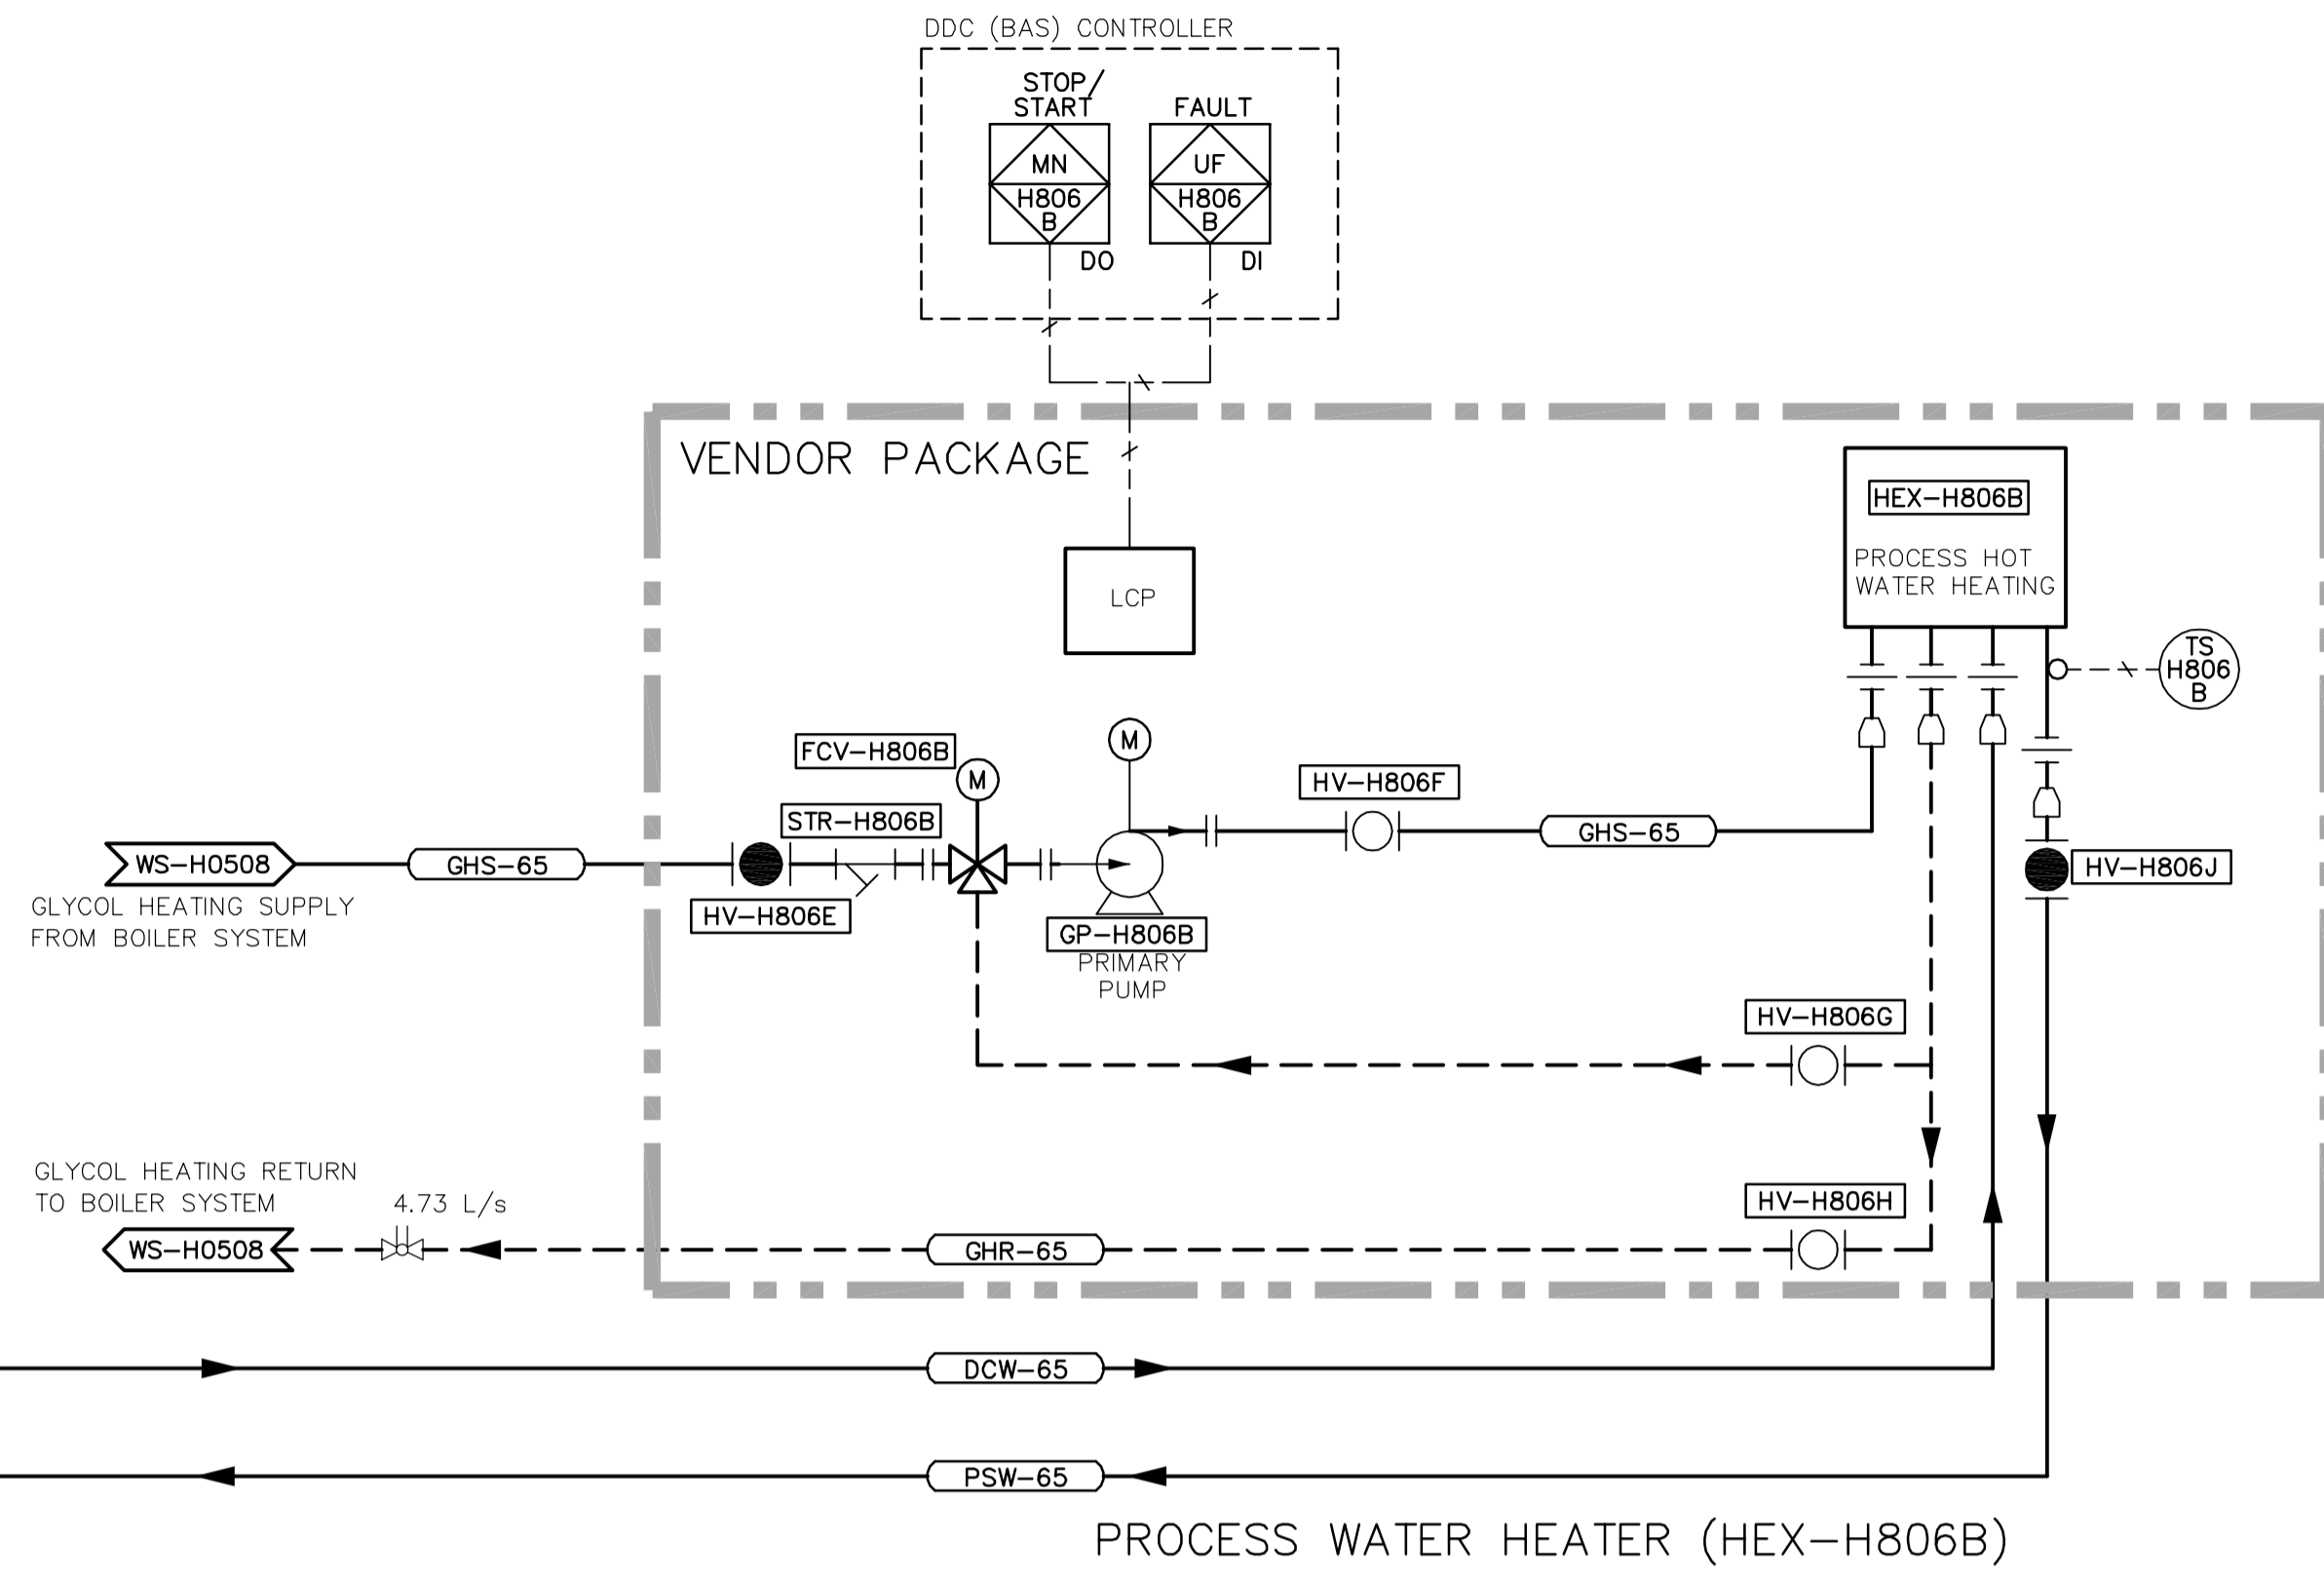 DDC (BAS) CONTROLLER
STOP/
START
FAULT
MN
H806
B
UF
H806
B
DO
DI
VENDOR PACKAGE
HEX-H806B
PROCESS HOT
WATER HEATING
LCP
TS
H806
B
FCV-H806B
M
M
HV-H806F
STR-H806B
GHS-65
WS-H0508
GHS-65
HV-H806J
GLYCOL HEATING SUPPLY
FROM BOILER SYSTEM
HV-H806E
GP-H806B
PRIMARY
PUMP
HV-H806G
GLYCOL HEATING RETURN
TO BOILER SYSTEM
4.73 L/s
HV-H806H
WS-H0508
GHR-65
DCW-65
PSW-65
PROCESS WATER HEATER (HEX-H806B)